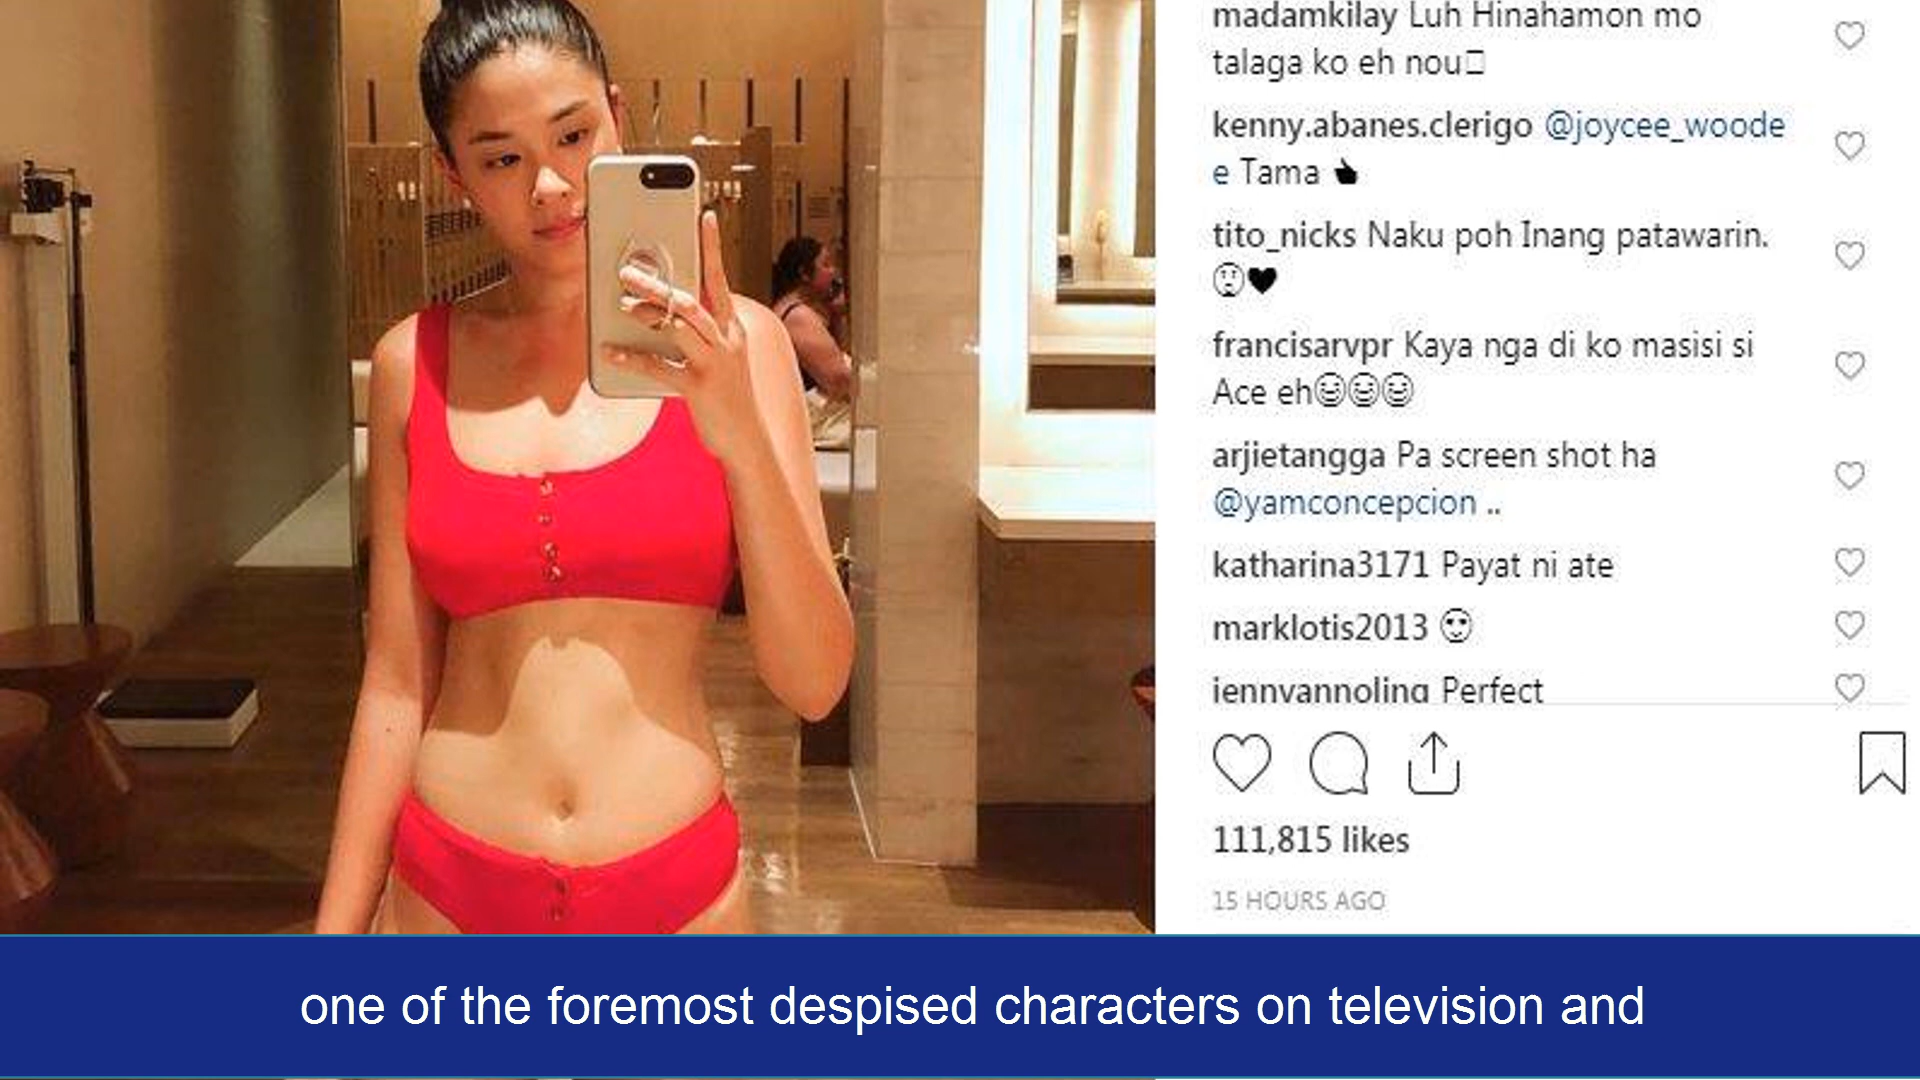 madamkilay Luh Hinahamon mo
talaga ko eh nou
kenny.abanes.clerigo @joycee_woode
e Tama
tito_nicks Naku poh Inang patawarin.
francisarvpr Kaya nga di ko masisi si
Ace eh
arjietangga Pa screen shot ha
@yamconcepcion ..
katharina3171 Payat ni ate
marklotis2013
jennvannoling Perfect
111,815 likes
15 HOURS AGO
one of the foremost despised characters on television and